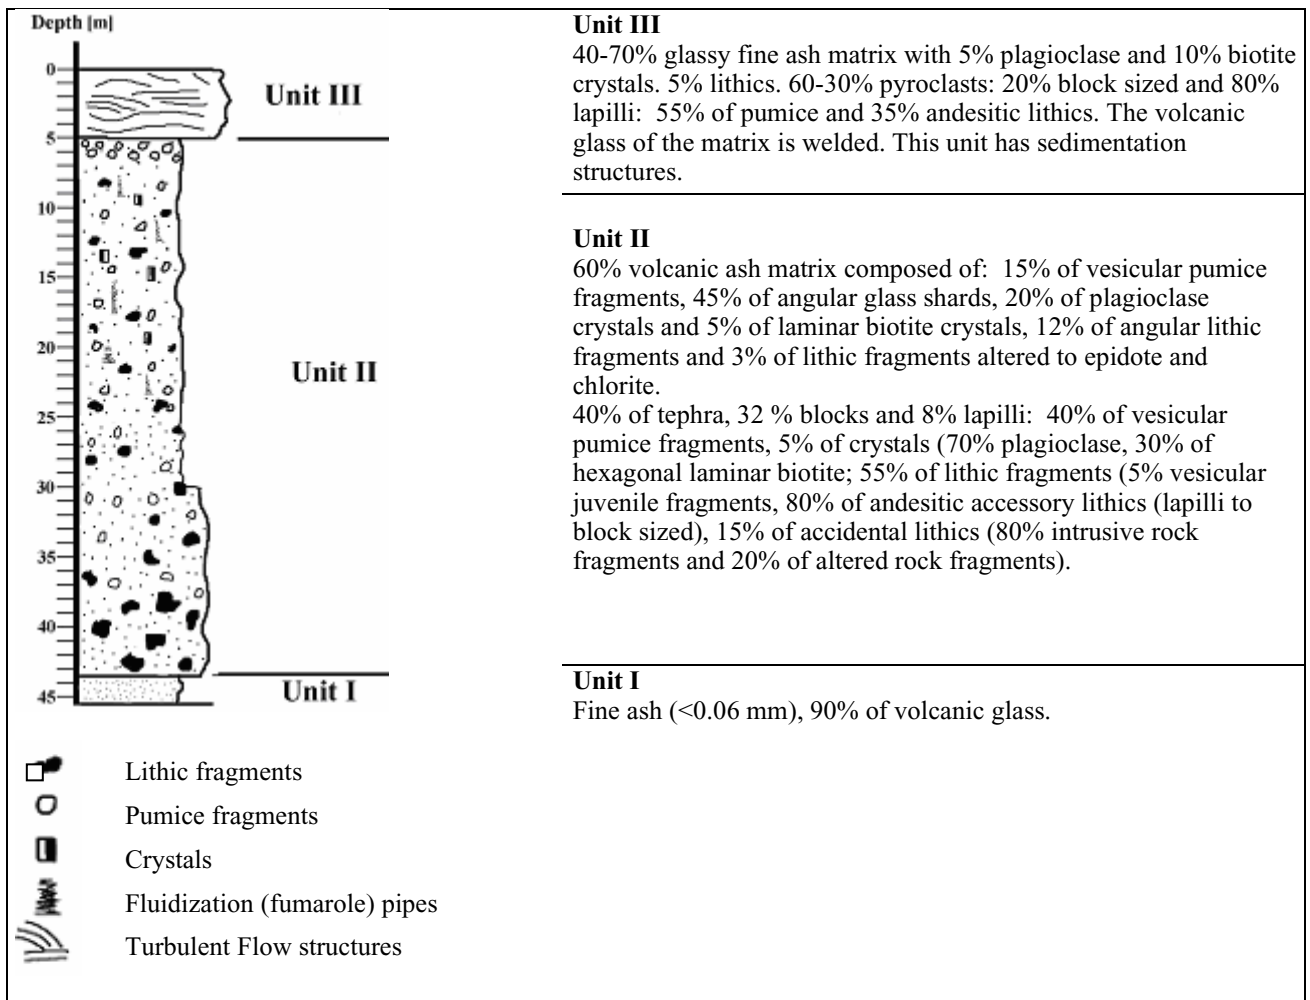 Depth [m]
0
5
10
15
20
25
30
35
40
45
Unit III
Unit II
Unit I
Unit III
40-70% glassy fine ash matrix with 5% plagioclase and 10% biotite
crystals. 5% lithics. 60-30% pyroclasts: 20% block sized and 80%
lapilli: 55% of pumice and 35% andesitic lithics. The volcanic
glass of the matrix is welded. This unit has sedimentation
structures.
Unit II
60% volcanic ash matrix composed of: 15% of vesicular pumice
fragments, 45% of angular glass shards, 20% of plagioclase
crystals and 5% of laminar biotite crystals, 12% of angular lithic
fragments and 3% of lithic fragments altered to epidote and
chlorite.
40% of tephra, 32 % blocks and 8% lapilli: 40% of vesicular
pumice fragments, 5% of crystals (70% plagioclase, 30% of
hexagonal laminar biotite; 55% of lithic fragments (5% vesicular
juvenile fragments, 80% of andesitic accessory lithics (lapilli to
block sized), 15% of accidental lithics (80% intrusive rock
fragments and 20% of altered rock fragments).
Unit I
Fine ash (<0.06 mm), 90% of volcanic glass.
Lithic fragments
Pumice fragments
Crystals
Fluidization (fumarole) pipes
Turbulent Flow structures